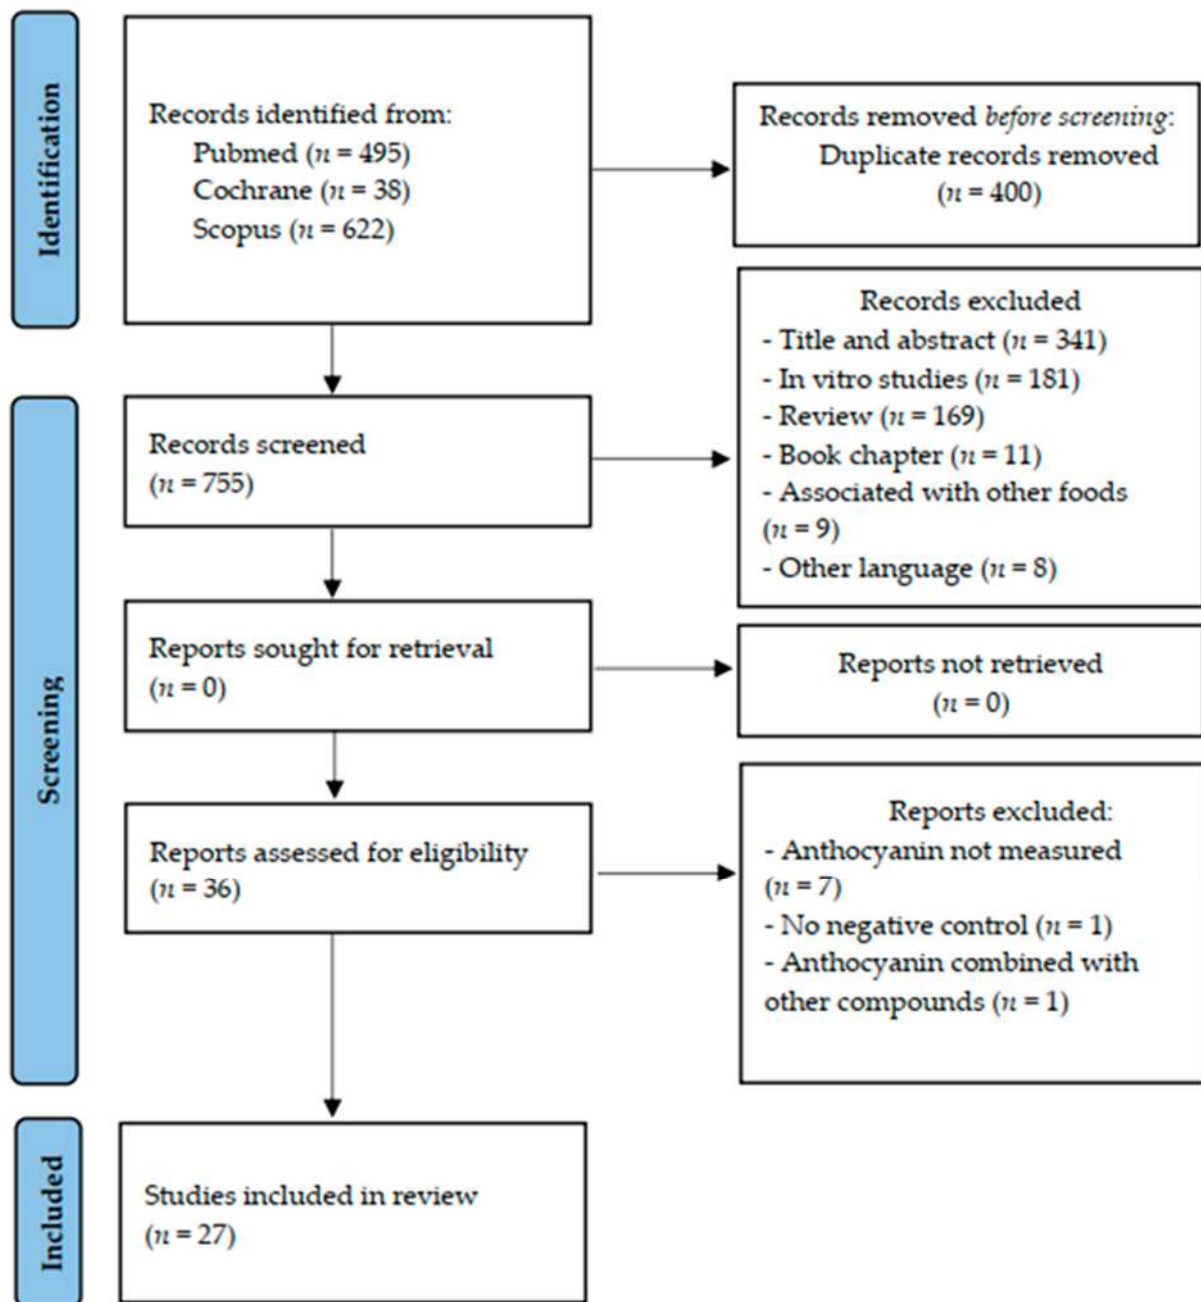 Identification
Records identified from:
Pubmed (n = 495)
Cochrane (n = 38)
Scopus (n = 622)
Records removed before screening:
Duplicate records removed
(n = 400)
Screening
Records screened
(n = 755)
Records excluded
- Title and abstract (n = 341)
- In vitro studies (n = 181)
- Review (n = 169)
- Book chapter (n = 11)
- Associated with other foods
(n = 9)
- Other language (n = 8)
Reports sought for retrieval
(n = 0)
Reports not retrieved
(n = 0)
Reports assessed for eligibility
(n = 36)
Reports excluded:
- Anthocyanin not measured
(n = 7)
- No negative control (n = 1)
- Anthocyanin combined with
other compounds (n = 1)
Included
Studies included in review
(n = 27)